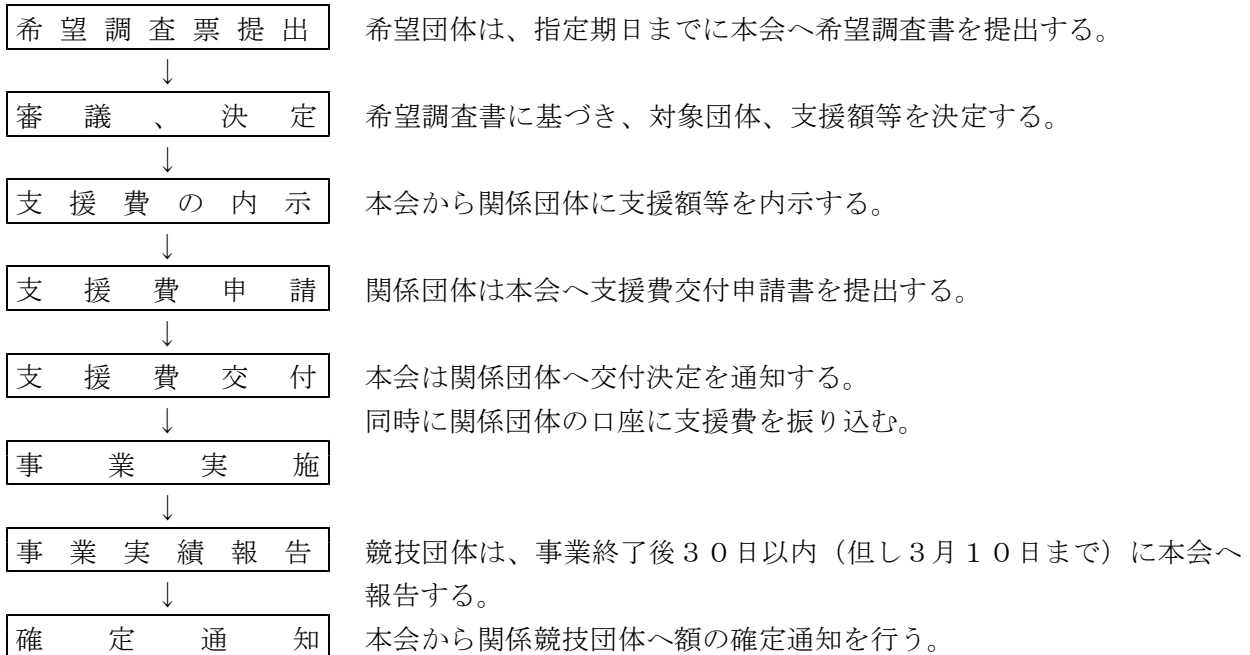 希望調査票提出 希望団体は、指定期日までに本会へ希望調査書を提出する。
↓
審議、決定 希望調査書に基づき、対象団体、支援額等を決定する。
↓
支援費の内示 本会から関係団体に支援額等を内示する。
↓
支援費申請 関係団体は本会へ支援費交付申請書を提出する。
↓
支援費交付 本会は関係団体へ交付決定を通知する。
↓ 同時に関係団体の口座に支援費を振り込む。
事業実施
↓
事業実績報告 競技団体は、事業終了後３０日以内（但し３月１０日まで）に本会へ
↓ 報告する。
確定通知 本会から関係競技団体へ額の確定通知を行う。